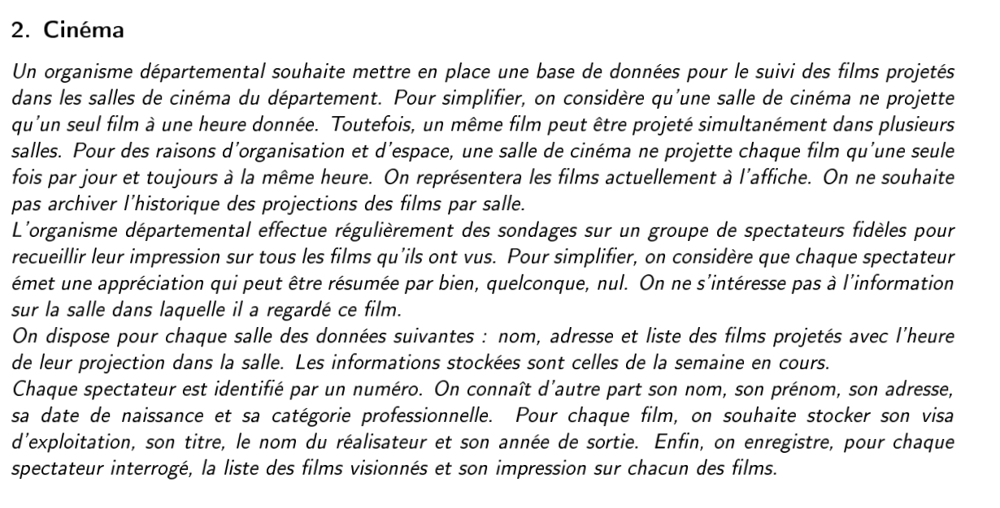 2. Cinéma
Un organisme départemental souhaite mettre en place une base de données pour le suivi des films projetés
dans les salles de cinéma du département. Pour simplifier, on considère qu'une salle de cinéma ne projette
qu'un seul film à une heure donnée. Toutefois, un même film peut être projeté simultanément dans plusieurs
salles. Pour des raisons d'organisation et d'espace, une salle de cinéma ne projette chaque film qu'une seule
fois par jour et toujours à la même heure. On représentera les films actuellement à l'affiche. On ne souhaite
pas archiver l'historique des projections des films par salle.
L'organisme départemental effectue régulièrement des sondages sur un groupe de spectateurs fidèles pour
recueillir leur impression sur tous les films qu'ils ont vus. Pour simplifier, on considère que chaque spectateur
émet une appréciation qui peut être résumée par bien, quelconque, nul. On ne s'intéresse pas à l'information
sur la salle dans laquelle il a regardé ce film.
On dispose pour chaque salle des données suivantes : nom, adresse et liste des films projetés avec l'heure
de leur projection dans la salle. Les informations stockées sont celles de la semaine en cours.
Chaque spectateur est identifié par un numéro. On connaît d'autre part son nom, son prénom, son adresse,
sa date de naissance et sa catégorie professionnelle. Pour chaque film, on souhaite stocker son visa
d'exploitation, son titre, le nom du réalisateur et son année de sortie. Enfin, on enregistre, pour chaque
spectateur interrogé, la liste des films visionnés et son impression sur chacun des films.